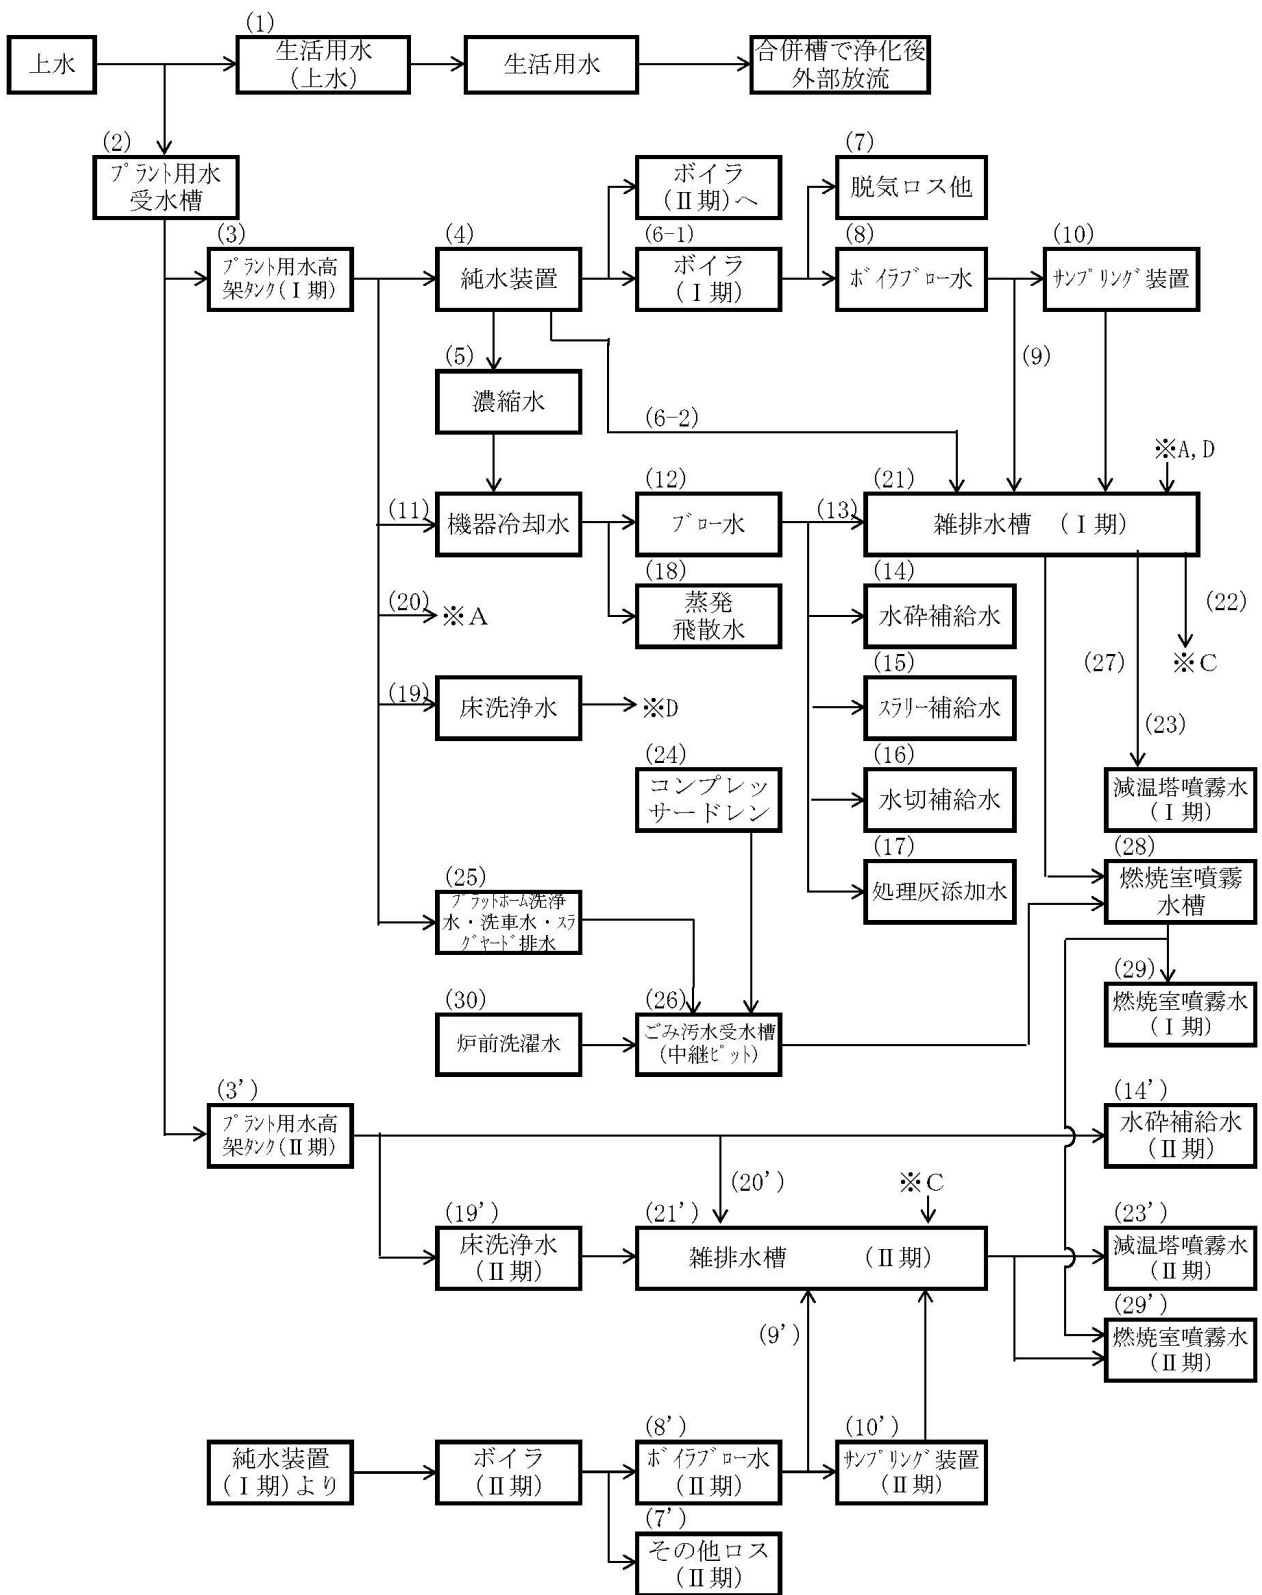 (1)
上水
生活用水
(上水)
生活用水
合併槽で浄化後
外部放流
(2)
プラント用水
受水槽
(7)
ボイラ
(Ⅱ期)へ
脱気ロス他
(3)
(4)
(6-1)
(8)
(10)
プラント用水高
架タンク(Ⅰ期)
純水装置
ボイラ
(Ⅰ期)
ボイラブロー水
サンプリング装置
(5)
(9)
濃縮水
(6-2)
※A,D
(11)
(12)
(13)
(21)
機器冷却水
ブロー水
雑排水槽 (Ⅰ期)
(18)
(14)
(20)
※A
蒸発
飛散水
水砕補給水
(22)
(27)
※C
(15)
(19)
床洗浄水
※D
スラリー補給水
(23)
(24)
(16)
コンプレッ
サードレン
水切補給水
減温塔噴霧水
(Ⅰ期)
(17)
(28)
(25)
プラットホーム洗浄
水・洗車水・スラ
グヤード排水
処理灰添加水
燃焼室噴霧
水槽
(29)
(30)
(26)
燃焼室噴霧水
(Ⅰ期)
炉前洗濯水
ごみ汚水受水槽
(中継ピット)
(3')
(14')
プラント用水高
架タンク(Ⅱ期)
水砕補給水
(Ⅱ期)
(20')
※C
(19')
(21')
(23')
床洗浄水
(Ⅱ期)
雑排水槽 (Ⅱ期)
減温塔噴霧水
(Ⅱ期)
(29')
(9')
燃焼室噴霧水
(Ⅱ期)
(8')
(10')
純水装置
(Ⅰ期)より
ボイラ
(Ⅱ期)
ボイラブロー水
(Ⅱ期)
サンプリング装置
(Ⅱ期)
(7')
その他ロス
(Ⅱ期)